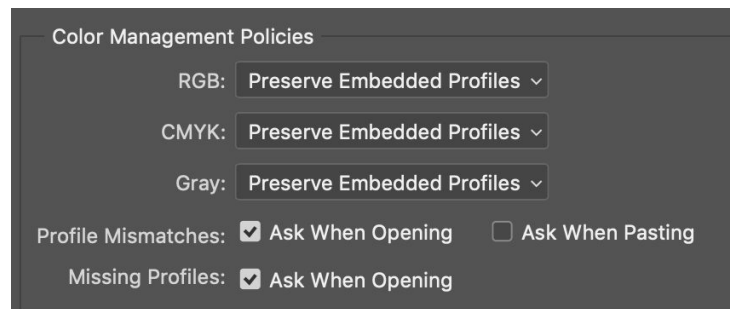 Color Management Policies
RGB: Preserve Embedded Profiles
CMYK: Preserve Embedded Profiles
Gray: Preserve Embedded Profiles
Profile Mismatches: Ask When Opening Ask When Pasting
Missing Profiles: Ask When Opening